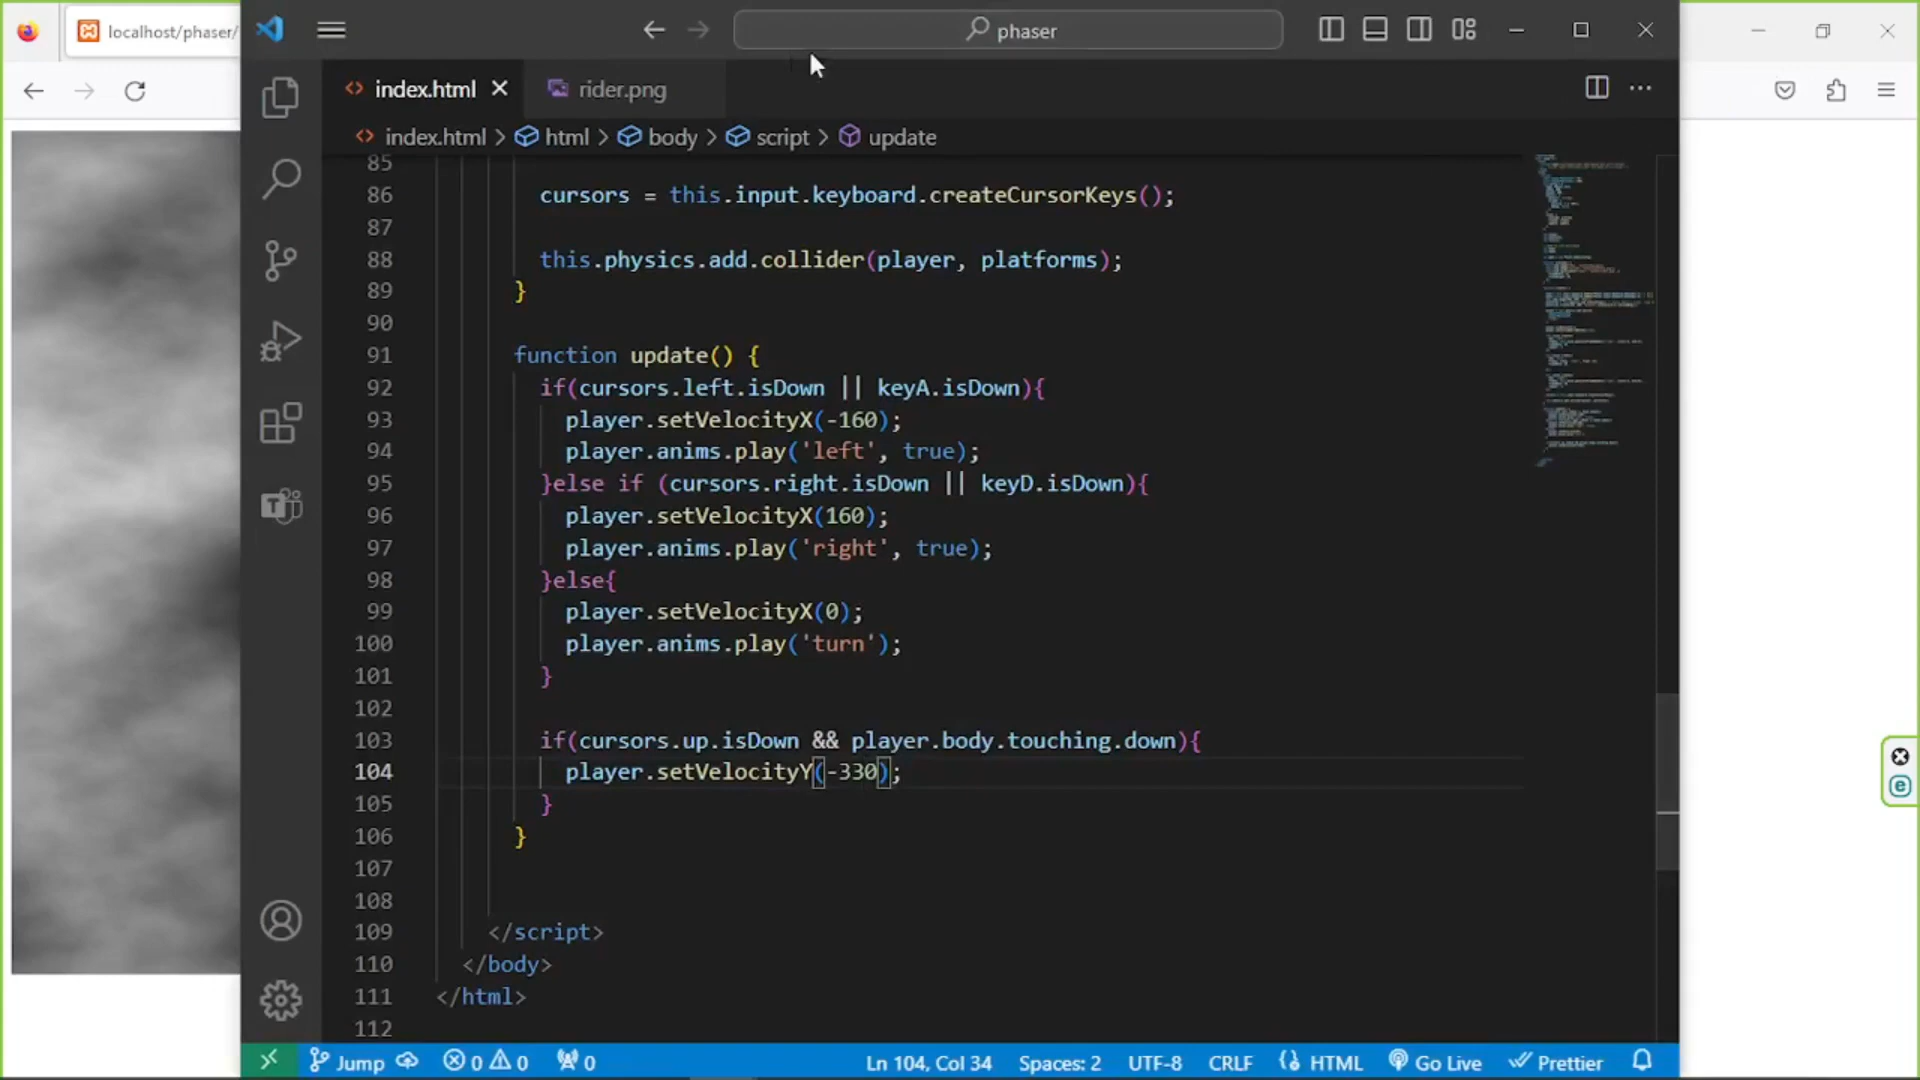 localhost/phaser/
phaser
index.html
rider.png
index.html > html > body > script > update
85
86 cursors = this.input.keyboard.createCursorKeys();
87
88 this.physics.add.collider(player, platforms);
89 }
90
91 function update() {
92 if(cursors.left.isDown || keyA.isDown){
93 player.setVelocityX(-160);
94 player.anims.play('left', true);
95 }else if (cursors.right.isDown || keyD.isDown){
96 player.setVelocityX(160);
97 player.anims.play('right', true);
98 }else{
99 player.setVelocityX(0);
100 player.anims.play('turn');
101 }
102
103 if(cursors.up.isDown && player.body.touching.down){
104 player.setVelocityY(-330);
105 }
106 }
107
108
109 </script>
110 </body>
111 </html>
112
Jump 0 0 0 Ln 104, Col 34 Spaces: 2 UTF-8 CRLF HTML Go Live Prettier